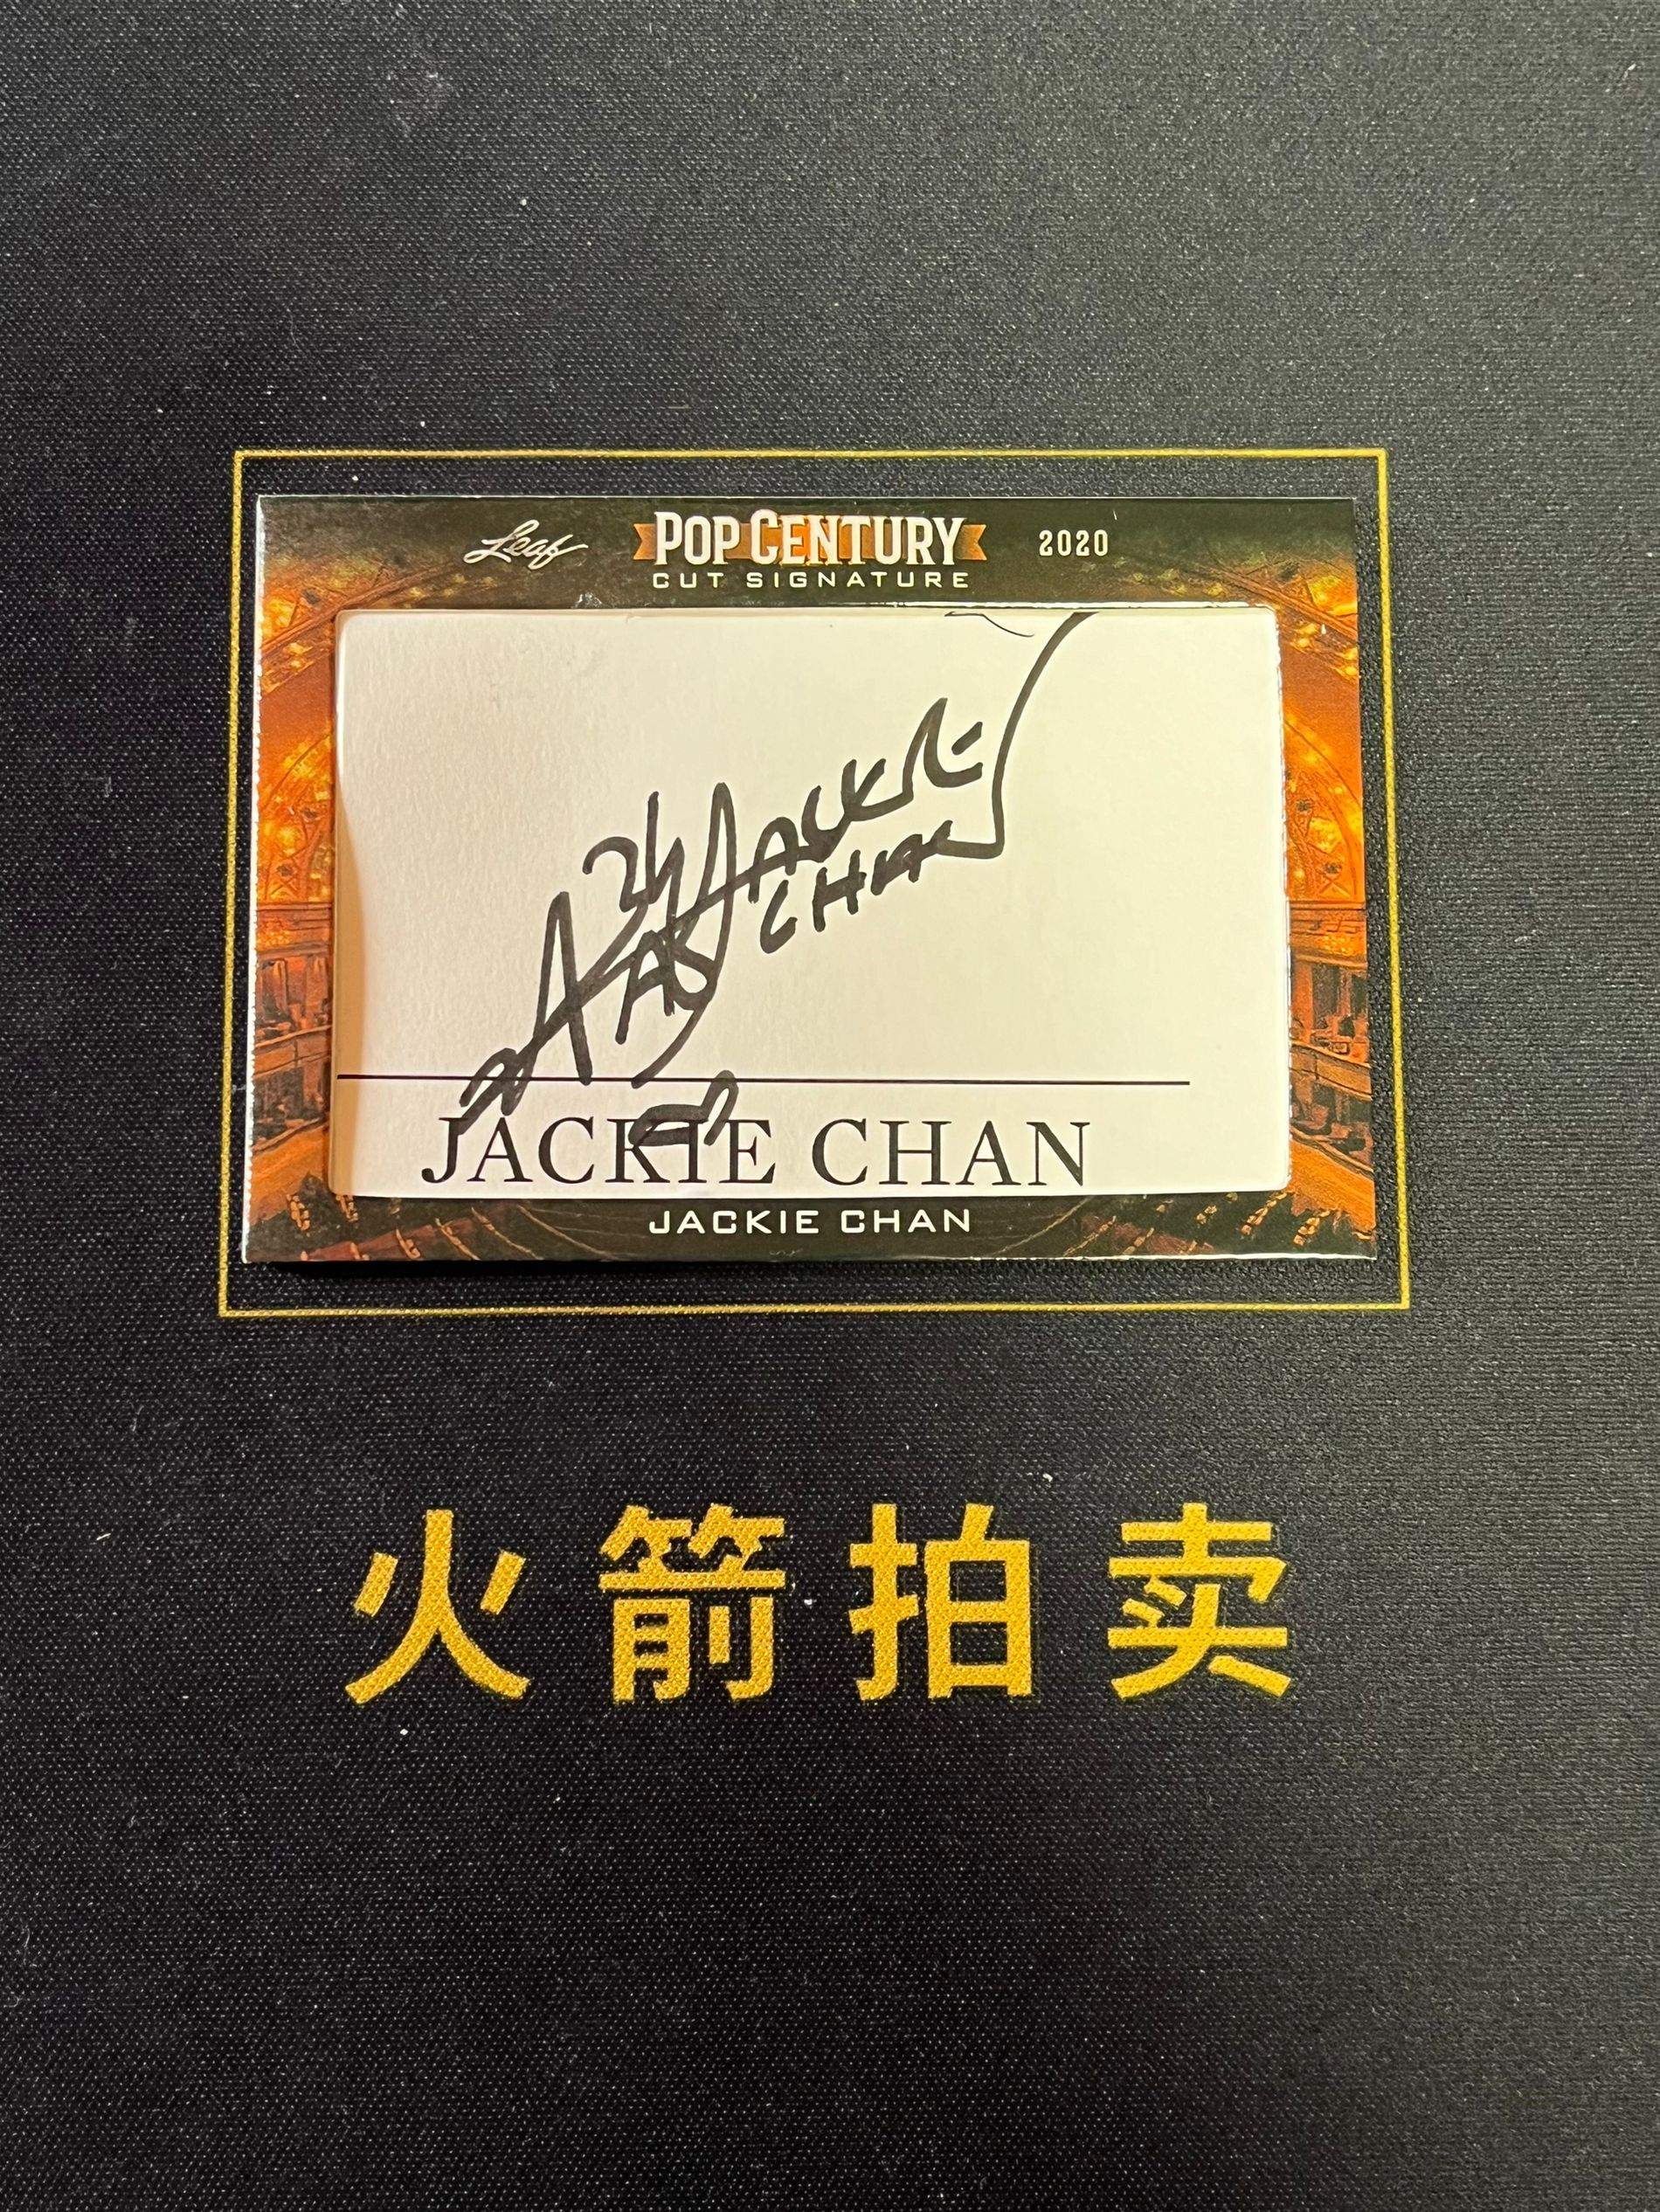 Leaf POP CENTURY 2020
CUT SIGNATURE
JACKIE
CHAN
JACKIE CHAN
JACKIE CHAN
火箭拍卖